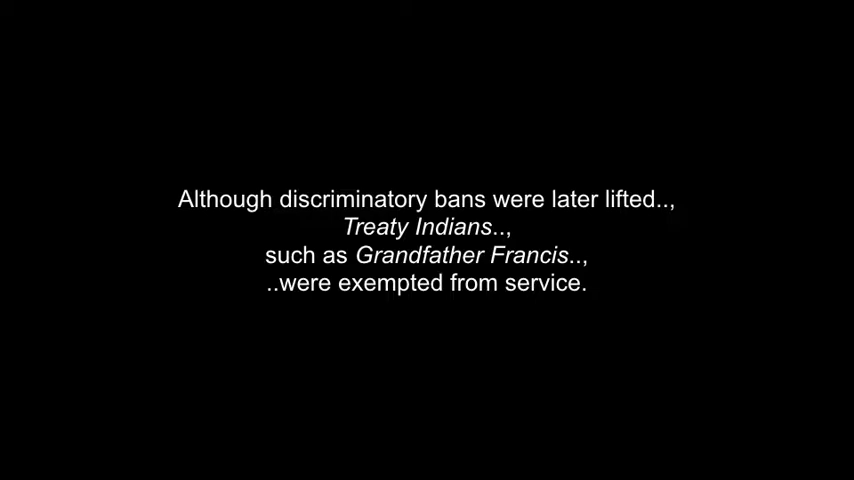 Although discriminatory bans were later lifted..,
Treaty Indians..,
such as Grandfather Francis..,
..were exempted from service.